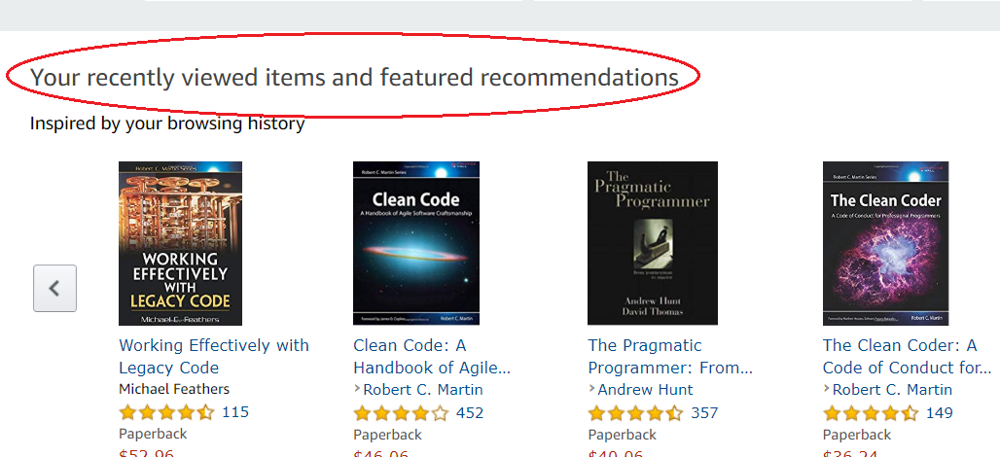 Your recently viewed items and featured recommendations
Inspired by your browsing history
Robert C. Martin Series
WORKING
EFFECTIVELY
WITH
LEGACY CODE
Michael C. Feathers
Robert C. Martin Series
Clean Code
A Handbook of Agile Software Craftsmanship
Robert C. Martin
The
Pragmatic
Programmer
from journeyman
to master
Andrew Hunt
David Thomas
Robert C. Martin Series
The Clean Coder
A Code of Conduct for Professional Programmers
Robert C. Martin
Working Effectively with
Legacy Code
Michael Feathers
115
Paperback
$52.96
Clean Code: A
Handbook of Agile...
› Robert C. Martin
452
Paperback
$46.06
The Pragmatic
Programmer: From...
› Andrew Hunt
357
Paperback
$40.06
The Clean Coder: A
Code of Conduct for...
› Robert C. Martin
149
Paperback
$36.24